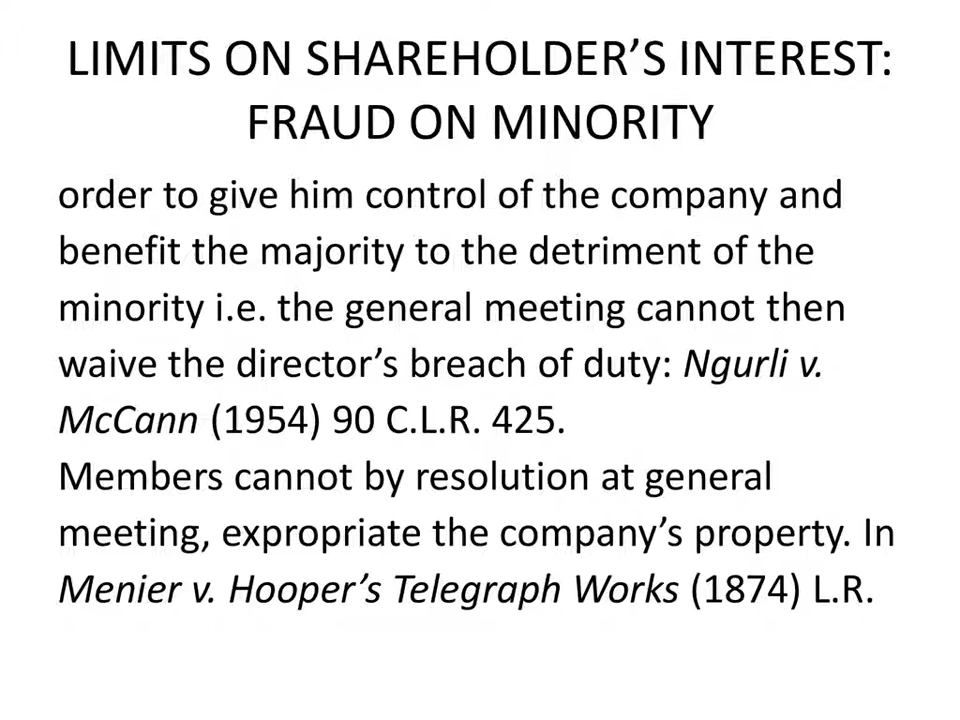 LIMITS ON SHAREHOLDER’S INTEREST:
FRAUD ON MINORITY
order to give him control of the company and
benefit the majority to the detriment of the
minority i.e. the general meeting cannot then
waive the director’s breach of duty: Ngurli v.
McCann (1954) 90 C.L.R. 425.
Members cannot by resolution at general
meeting, expropriate the company’s property. In
Menier v. Hooper’s Telegraph Works (1874) L.R.